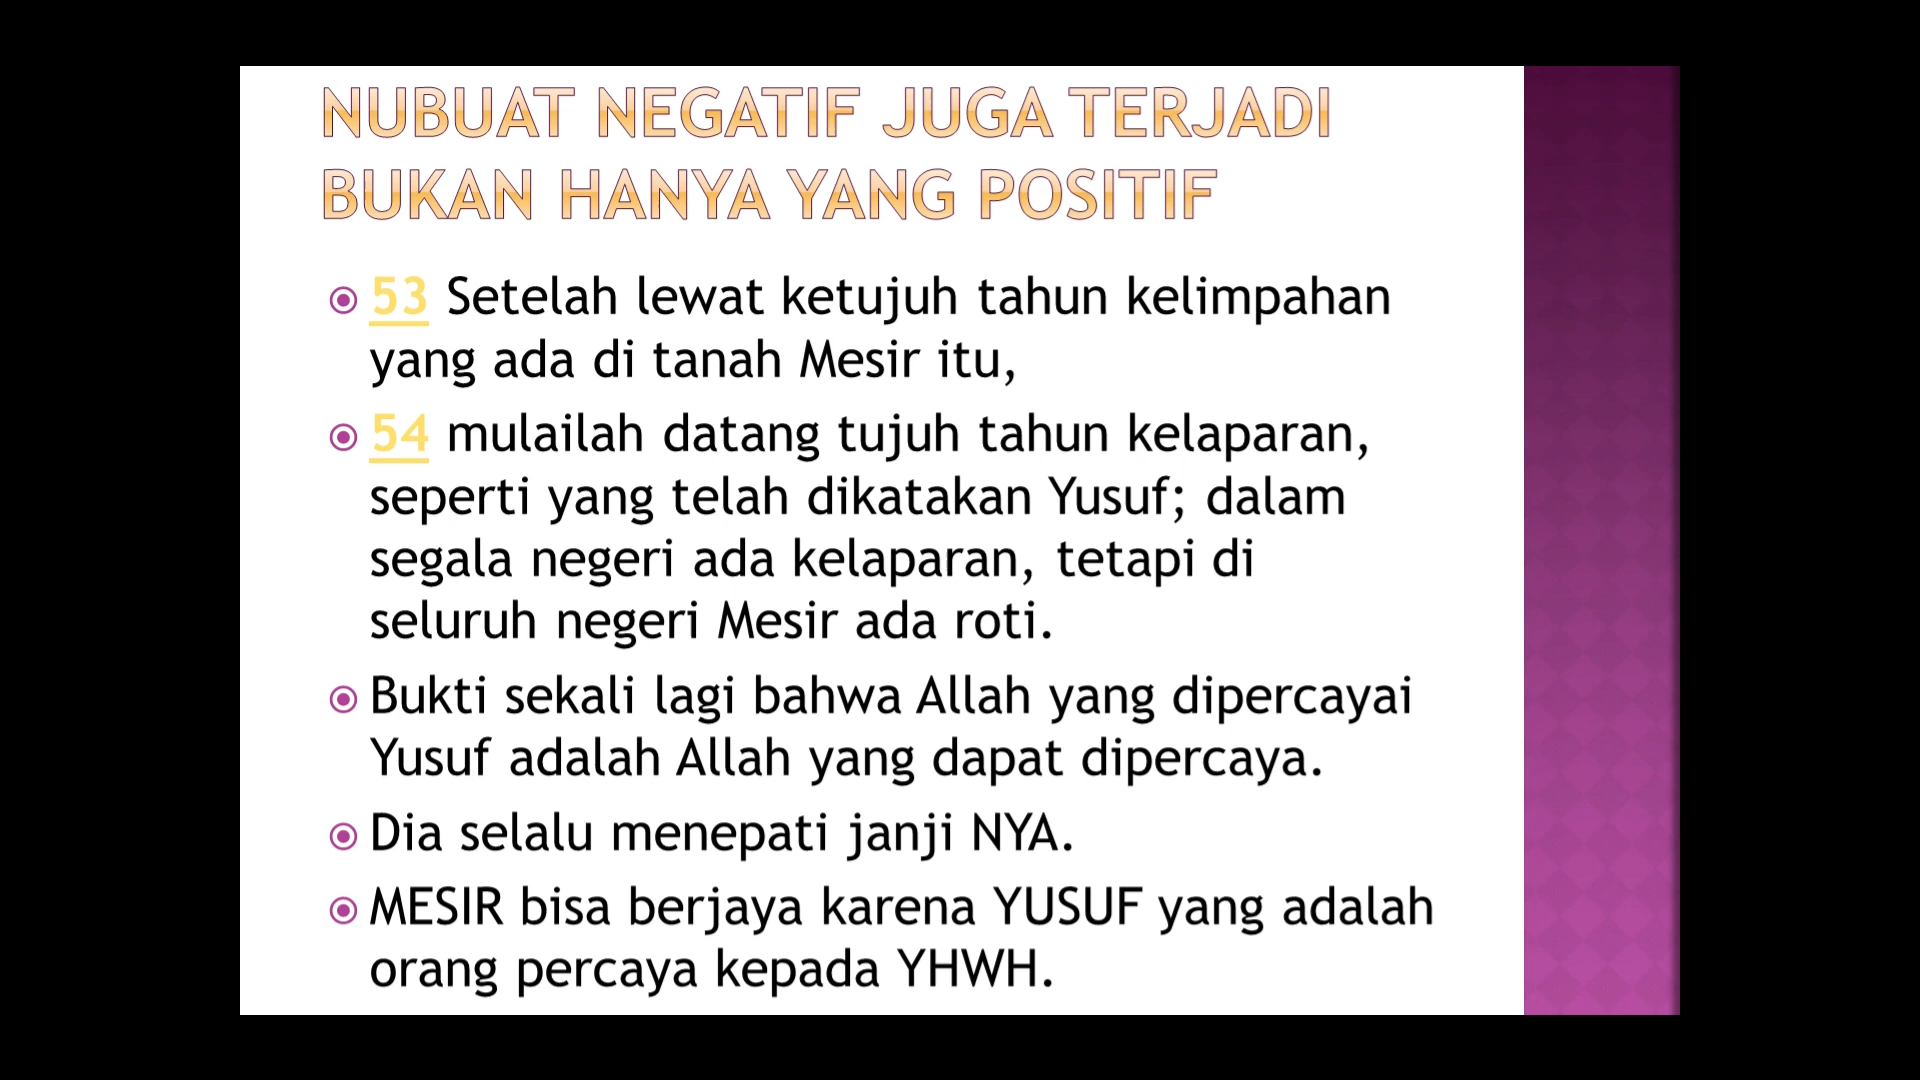 NUBUAT NEGATIF JUGA TERJADI
BUKAN HANYA YANG POSITIF
53 Setelah lewat ketujuh tahun kelimpahan
yang ada di tanah Mesir itu,
54 mulailah datang tujuh tahun kelaparan,
seperti yang telah dikatakan Yusuf; dalam
segala negeri ada kelaparan, tetapi di
seluruh negeri Mesir ada roti.
Bukti sekali lagi bahwa Allah yang dipercayai
Yusuf adalah Allah yang dapat dipercaya.
Dia selalu menepati janji NYA.
MESIR bisa berjaya karena YUSUF yang adalah
orang percaya kepada YHWH.